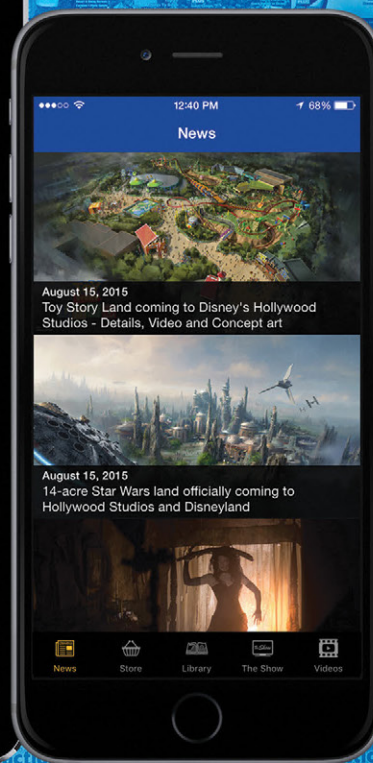 12:40 PM
68%
News
August 15, 2015
Toy Story Land coming to Disney's Hollywood
Studios - Details, Video and Concept art
August 15, 2015
14-acre Star Wars land officially coming to
Hollywood Studios and Disneyland
News
Store
Library
The Show
Videos